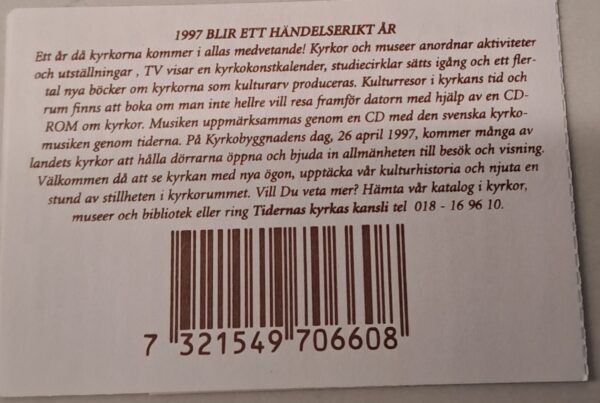 1997 BLIR ETT HÄNDELSERIKT ÅR
Ett år då kyrkorna kommer i allas medvetande! Kyrkor och museer anordnar aktiviteter
och utställningar , TV visar en kyrkokonstkalender, studiecirklar sätts igång och ett fler-
tal nya böcker om kyrkorna som kulturarv produceras. Kulturresor i kyrkans tid och
rum finns att boka om man inte hellre vill resa framför datorn med hjälp av en CD-
ROM om kyrkor. Musiken uppmärksammas genom en CD med den svenska kyrko-
musiken genom tiderna. På Kyrkobyggnadens dag, 26 april 1997, kommer många av
landets kyrkor att hålla dörrarna öppna och bjuda in allmänheten till besök och visning.
Välkommen då att se kyrkan med nya ögon, upptäcka vår kulturhistoria och njuta en
stund av stillheten i kyrkorummet. Vill Du veta mer? Hämta vår katalog i kyrkor,
museer och bibliotek eller ring Tidernas kyrkas kansli tel 018 - 16 96 10.
7 321549 706608